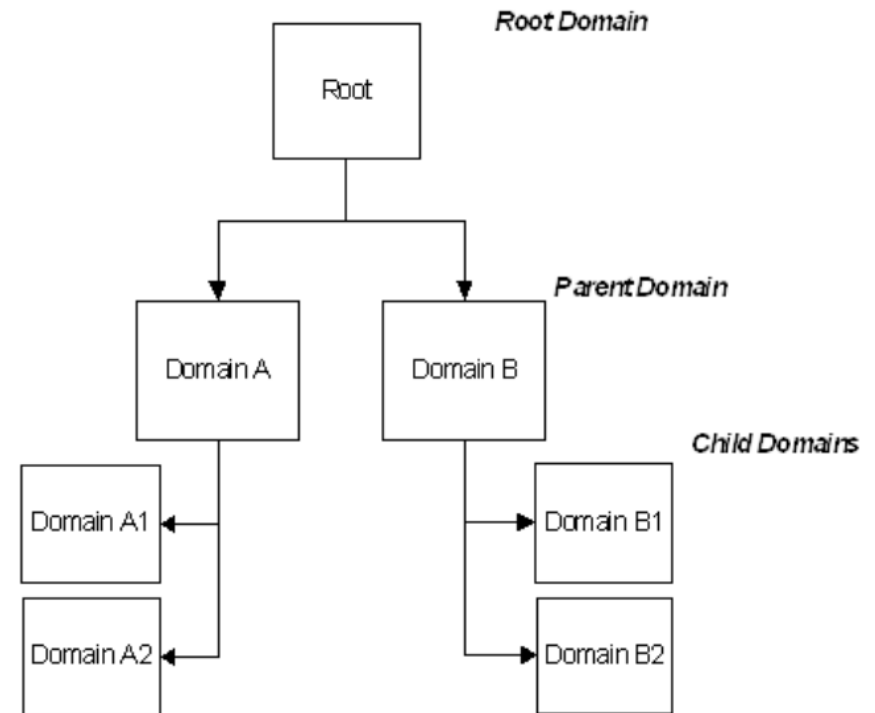 Root Domain
Root
Parent Domain
Domain A
Domain B
Child Domains
Domain A1
Domain B1
Domain A2
Domain B2